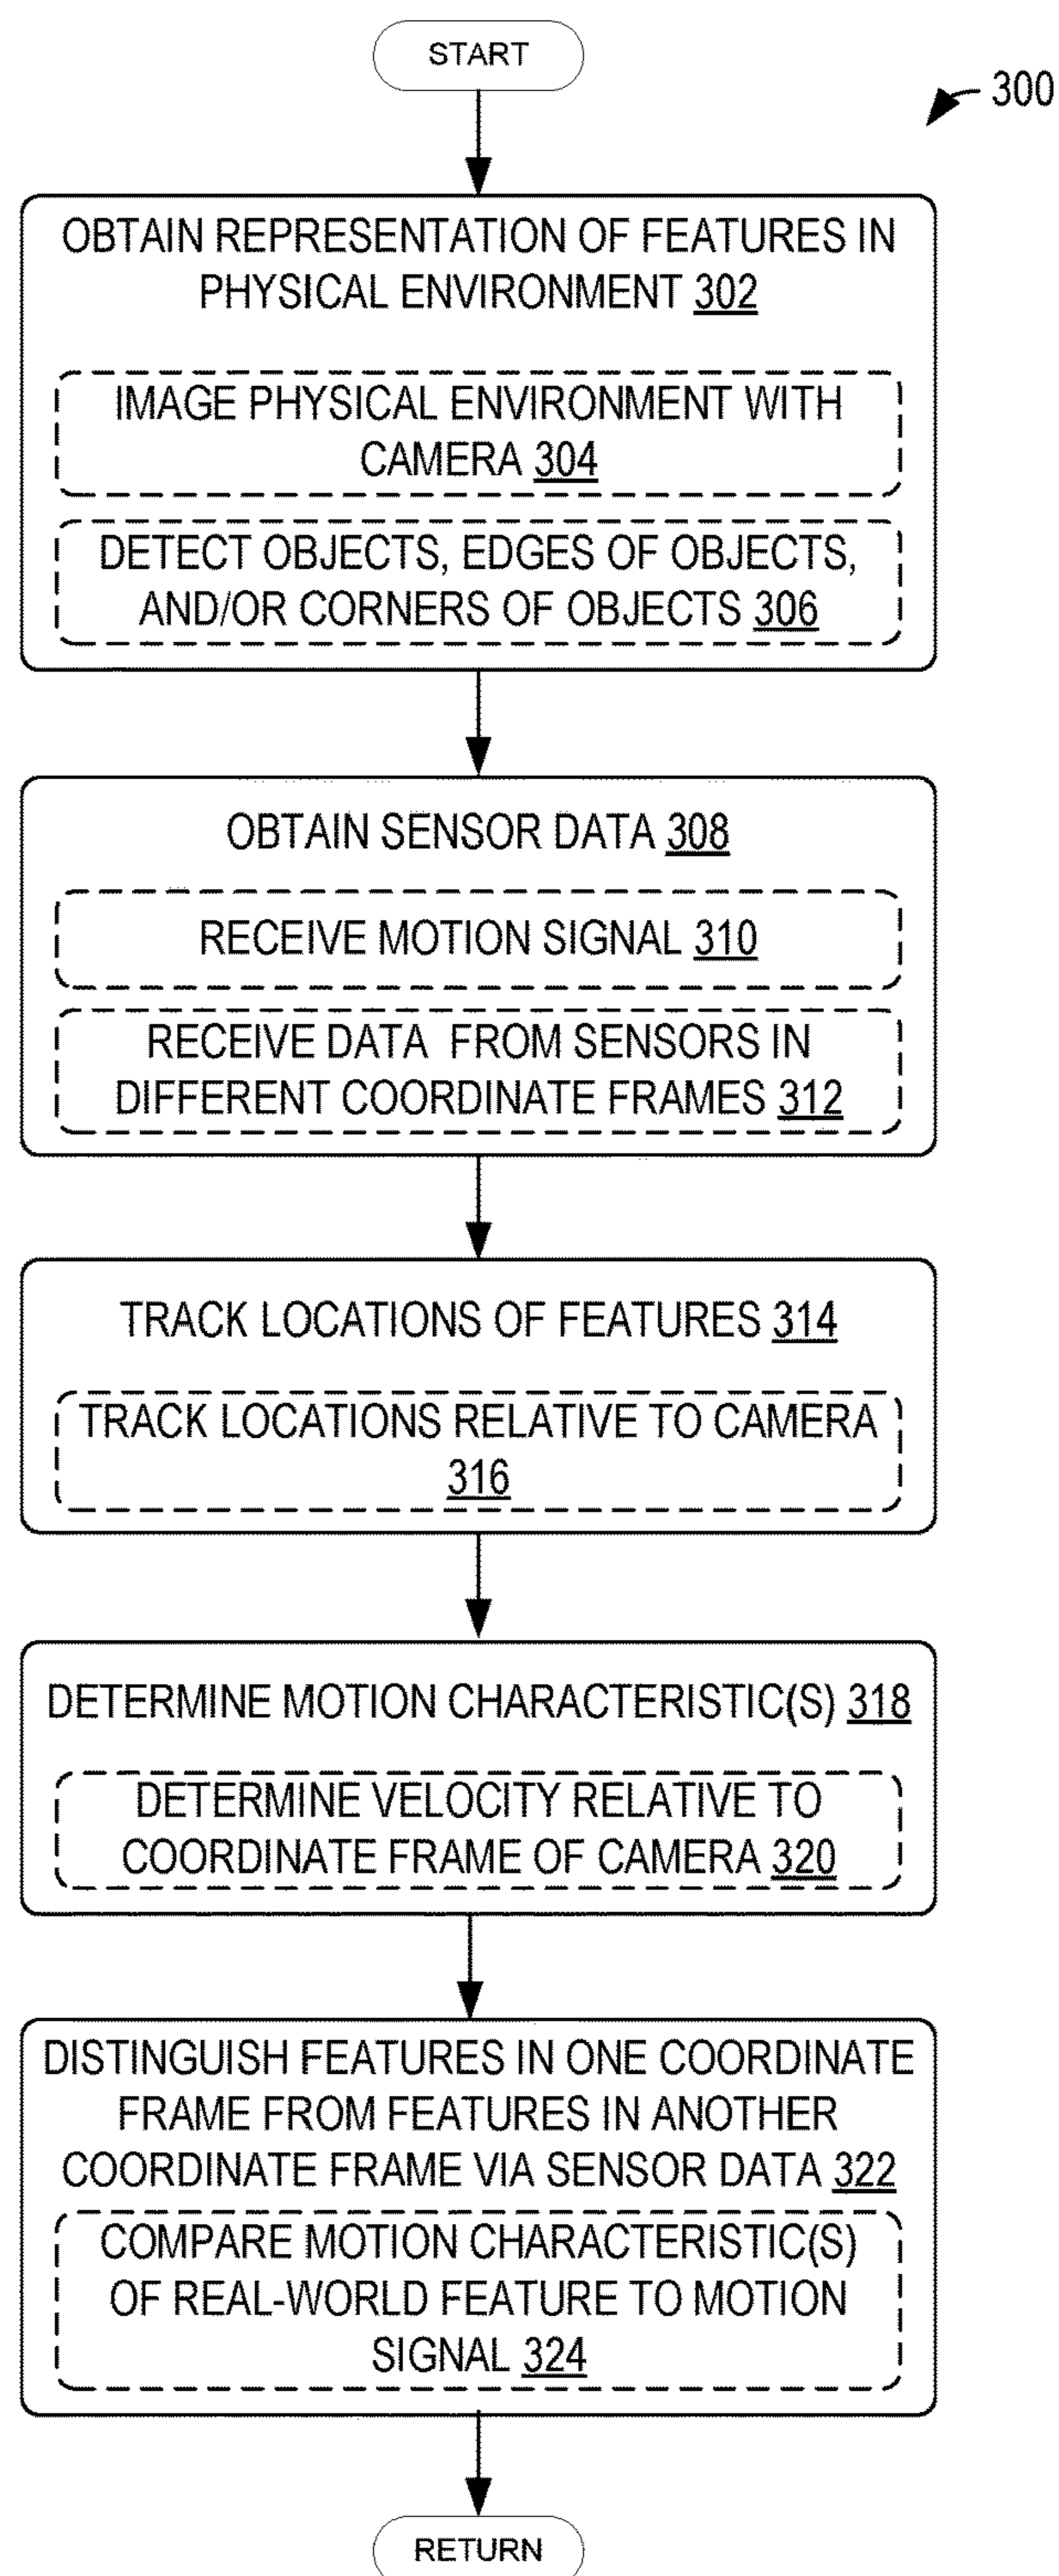 START
300
OBTAIN REPRESENTATION OF FEATURES IN
PHYSICAL ENVIRONMENT 302
IMAGE PHYSICAL ENVIRONMENT WITH
CAMERA 304
DETECT OBJECTS, EDGES OF OBJECTS,
AND/OR CORNERS OF OBJECTS 306
OBTAIN SENSOR DATA 308
RECEIVE MOTION SIGNAL 310
RECEIVE DATA FROM SENSORS IN
DIFFERENT COORDINATE FRAMES 312
TRACK LOCATIONS OF FEATURES 314
TRACK LOCATIONS RELATIVE TO CAMERA
316
DETERMINE MOTION CHARACTERISTIC(S) 318
DETERMINE VELOCITY RELATIVE TO
COORDINATE FRAME OF CAMERA 320
DISTINGUISH FEATURES IN ONE COORDINATE
FRAME FROM FEATURES IN ANOTHER
COORDINATE FRAME VIA SENSOR DATA 322
COMPARE MOTION CHARACTERISTIC(S)
OF REAL-WORLD FEATURE TO MOTION
SIGNAL 324
RETURN